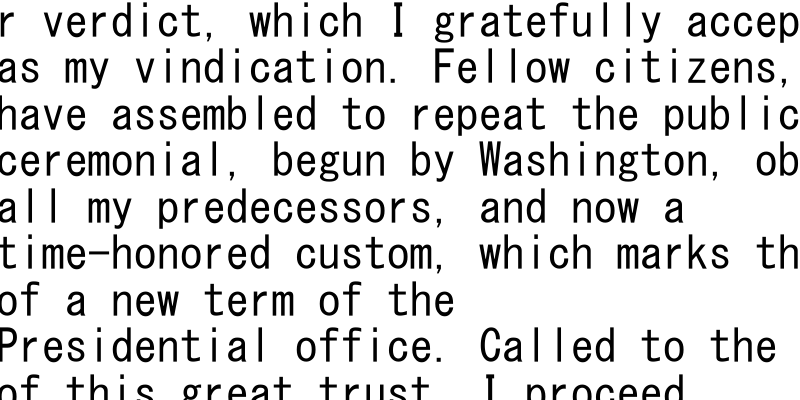 r verdict, which I gratefully accep
as my vindication. Fellow citizens,
have assembled to repeat the public
ceremonial, begun by Washington, ob
all my predecessors, and now a
time-honored custom, which marks th
of a new term of the
Presidential office. Called to the
of this great trust, I proceed